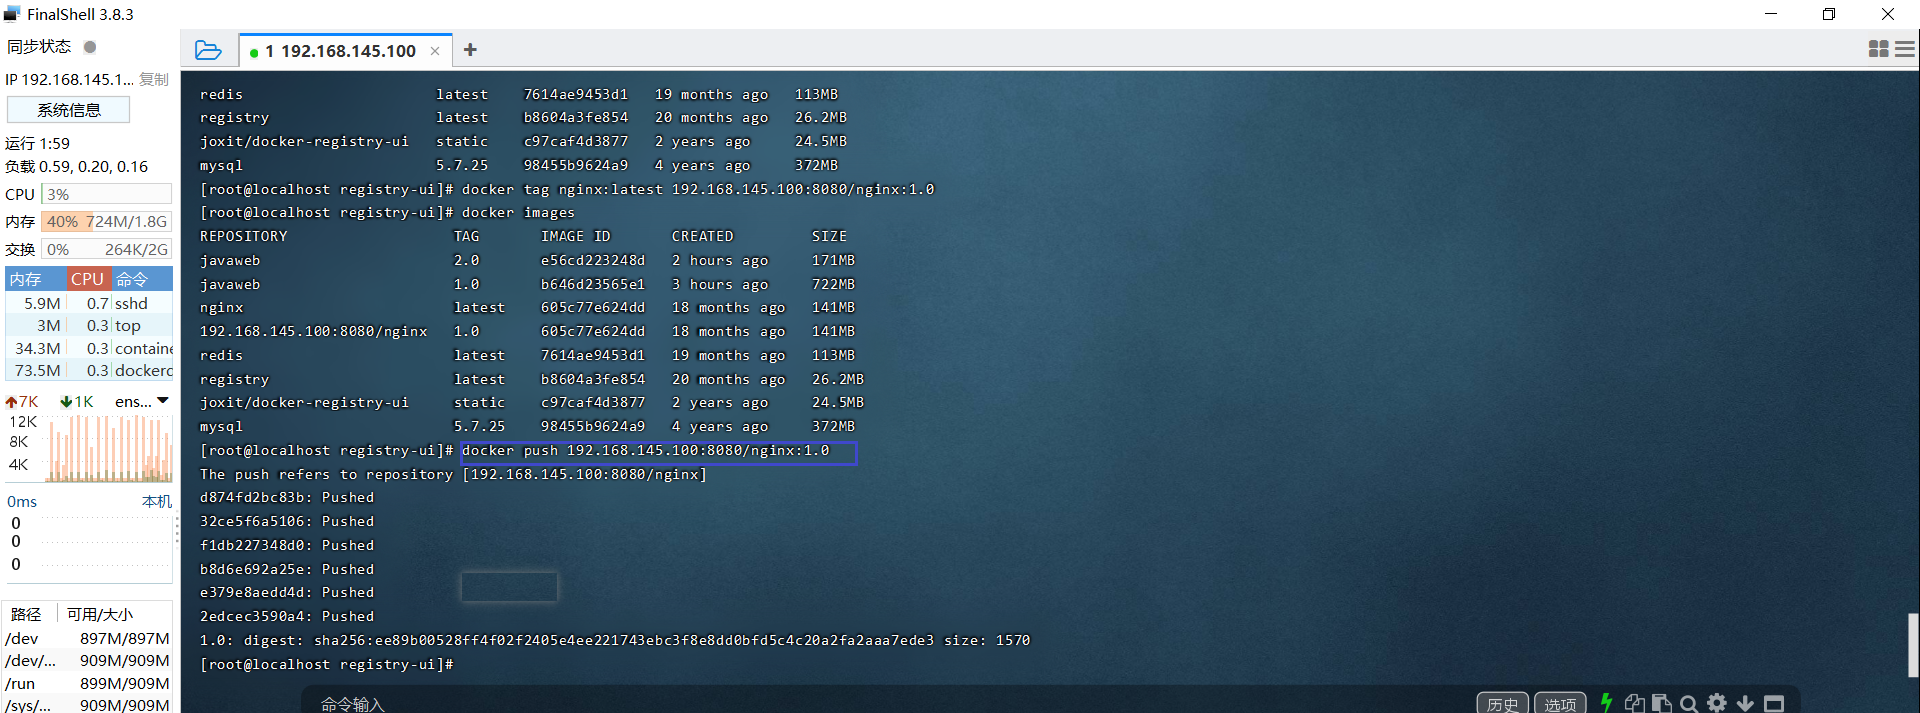 FinalShell 3.8.3
同步状态
IP 192.168.145.1... 复制
系统信息
运行 1:59
负载 0.59, 0.20, 0.16
CPU 3%
内存 40% 724M/1.8G
交换 0% 264K/2G
内存 CPU 命令
5.9M 0.7 sshd
3M 0.3 top
34.3M 0.3 containe
73.5M 0.3 dockerd
7K 1K ens...
12K
8K
4K
0ms 本机
0
0
0
路径 可用/大小
/dev 897M/897M
/dev/... 909M/909M
/run 899M/909M
/sys/... 909M/909M
1 192.168.145.100
redis latest 7614ae9453d1 19 months ago 113MB
registry latest b8604a3fe854 20 months ago 26.2MB
joxit/docker-registry-ui static c97caf4d3877 2 years ago 24.5MB
mysql 5.7.25 98455b9624a9 4 years ago 372MB
[root@localhost registry-ui]# docker tag nginx:latest 192.168.145.100:8080/nginx:1.0
[root@localhost registry-ui]# docker images
REPOSITORY TAG IMAGE ID CREATED SIZE
javaweb 2.0 e56cd223248d 2 hours ago 171MB
javaweb 1.0 b646d23565e1 3 hours ago 722MB
nginx latest 605c77e624dd 18 months ago 141MB
192.168.145.100:8080/nginx 1.0 605c77e624dd 18 months ago 141MB
redis latest 7614ae9453d1 19 months ago 113MB
registry latest b8604a3fe854 20 months ago 26.2MB
joxit/docker-registry-ui static c97caf4d3877 2 years ago 24.5MB
mysql 5.7.25 98455b9624a9 4 years ago 372MB
[root@localhost registry-ui]# docker push 192.168.145.100:8080/nginx:1.0
The push refers to repository [192.168.145.100:8080/nginx]
d874fd2bc83b: Pushed
32ce5f6a5106: Pushed
f1db227348d0: Pushed
b8d6e692a25e: Pushed
e379e8aedd4d: Pushed
2edcec3590a4: Pushed
1.0: digest: sha256:ee89b00528ff4f02f2405e4ee221743ebc3f8e8dd0bfd5c4c20a2fa2aaa7ede3 size: 1570
[root@localhost registry-ui]#
命令输入
历史 选项